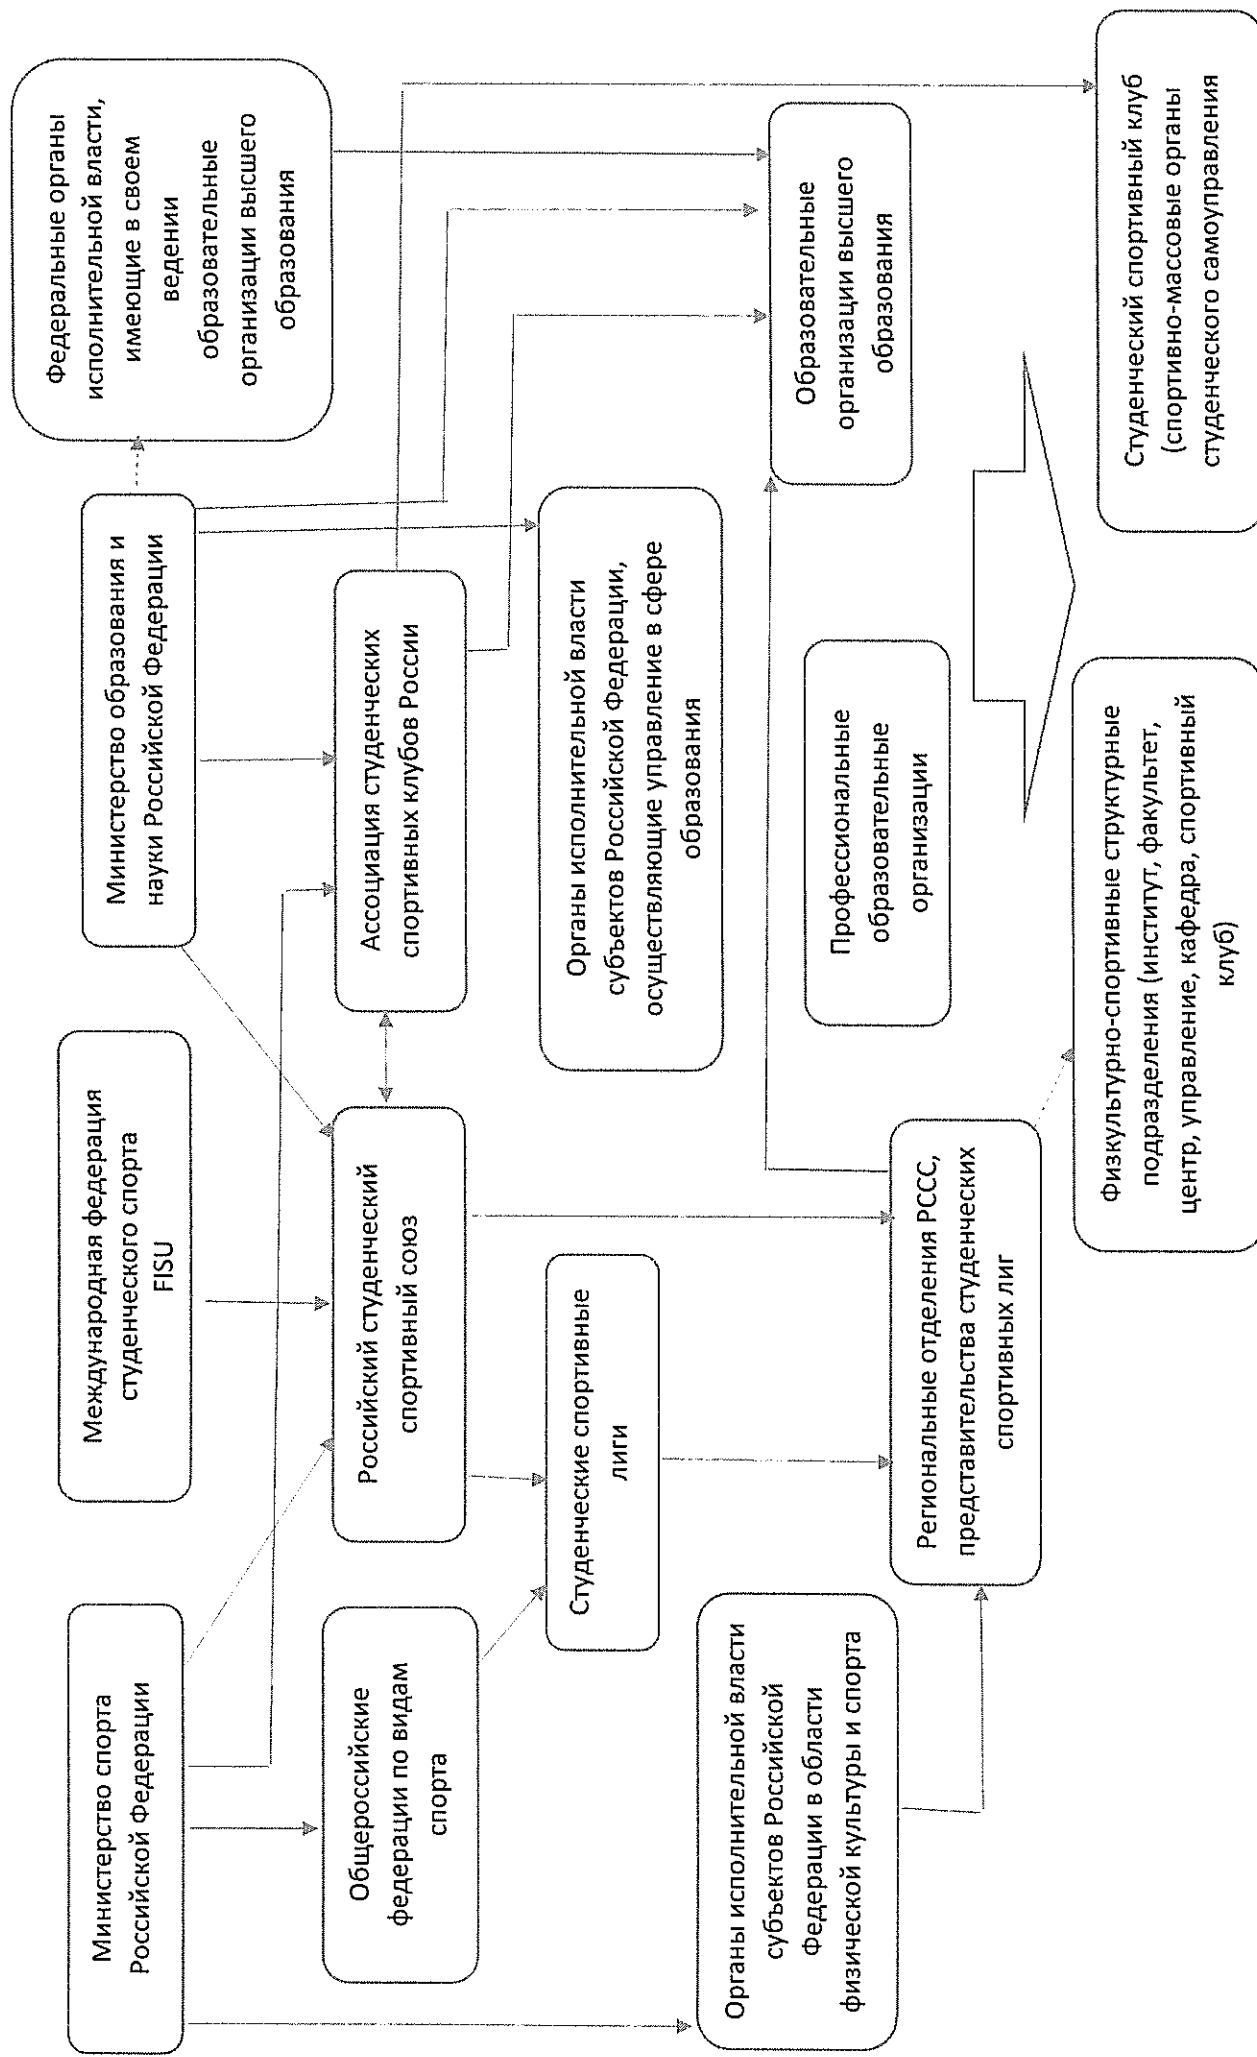 Министерство спорта
Российской Федерации
Международная федерация
студенческого спорта
FISU
Министерство образования и
науки Российской Федерации
Федеральные органы
исполнительной власти,
имеющие в своем
ведении
образовательные
организации высшего
образования
Общероссийские
федерации по видам
спорта
Российский студенческий
спортивный союз
Ассоциация студенческих
спортивных клубов России
Студенческие спортивные
лиги
Органы исполнительной власти
субъектов Российской Федерации,
осуществляющие управление в сфере
образования
Органы исполнительной власти
субъектов Российской
Федерации в области
физической культуры и спорта
Региональные отделения РССС,
представительства студенческих
спортивных лиг
Профессиональные
образовательные
организации
Образовательные
организации высшего
образования
Физкультурно-спортивные структурные
подразделения (институт, факультет,
центр, управление, кафедра, спортивный
клуб)
Студенческий спортивный клуб
(спортивно-массовые органы
студенческого самоуправления